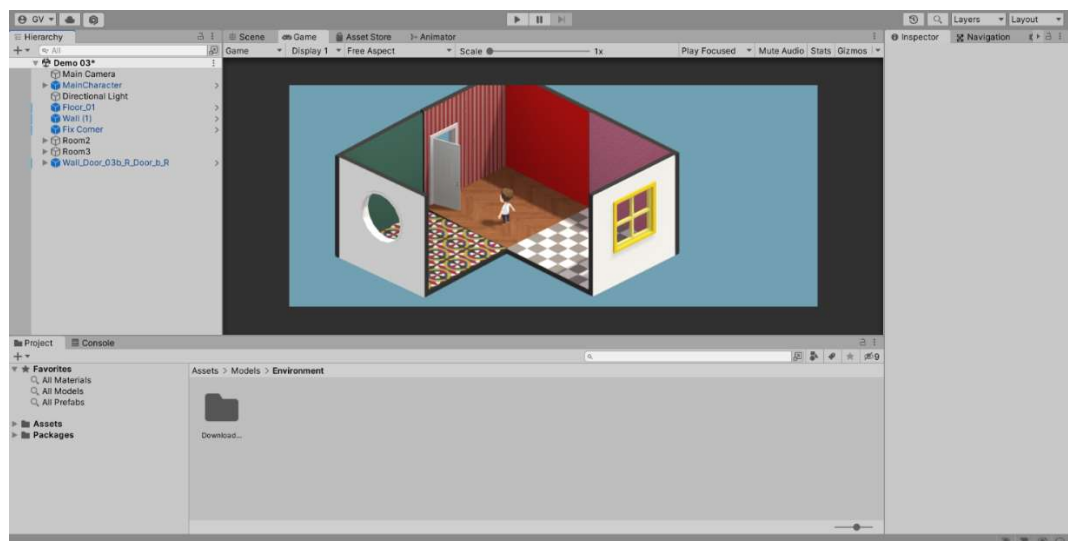 GV
Layers
Layout
Hierarchy
Scene
Game
Asset Store
Animator
Inspector
Navigation
All
Game
Display 1
Free Aspect
Scale
1x
Play Focused
Mute Audio
Stats
Gizmos
Demo 03*
Main Camera
MainCharacter
Directional Light
Floor_01
Wall (1)
Fix Corner
Room2
Room3
Wall_Door_03b_R_Door_b_R
Project
Console
9
Favorites
All Materials
All Models
All Prefabs
Assets
Packages
Assets > Models > Environment
Download...